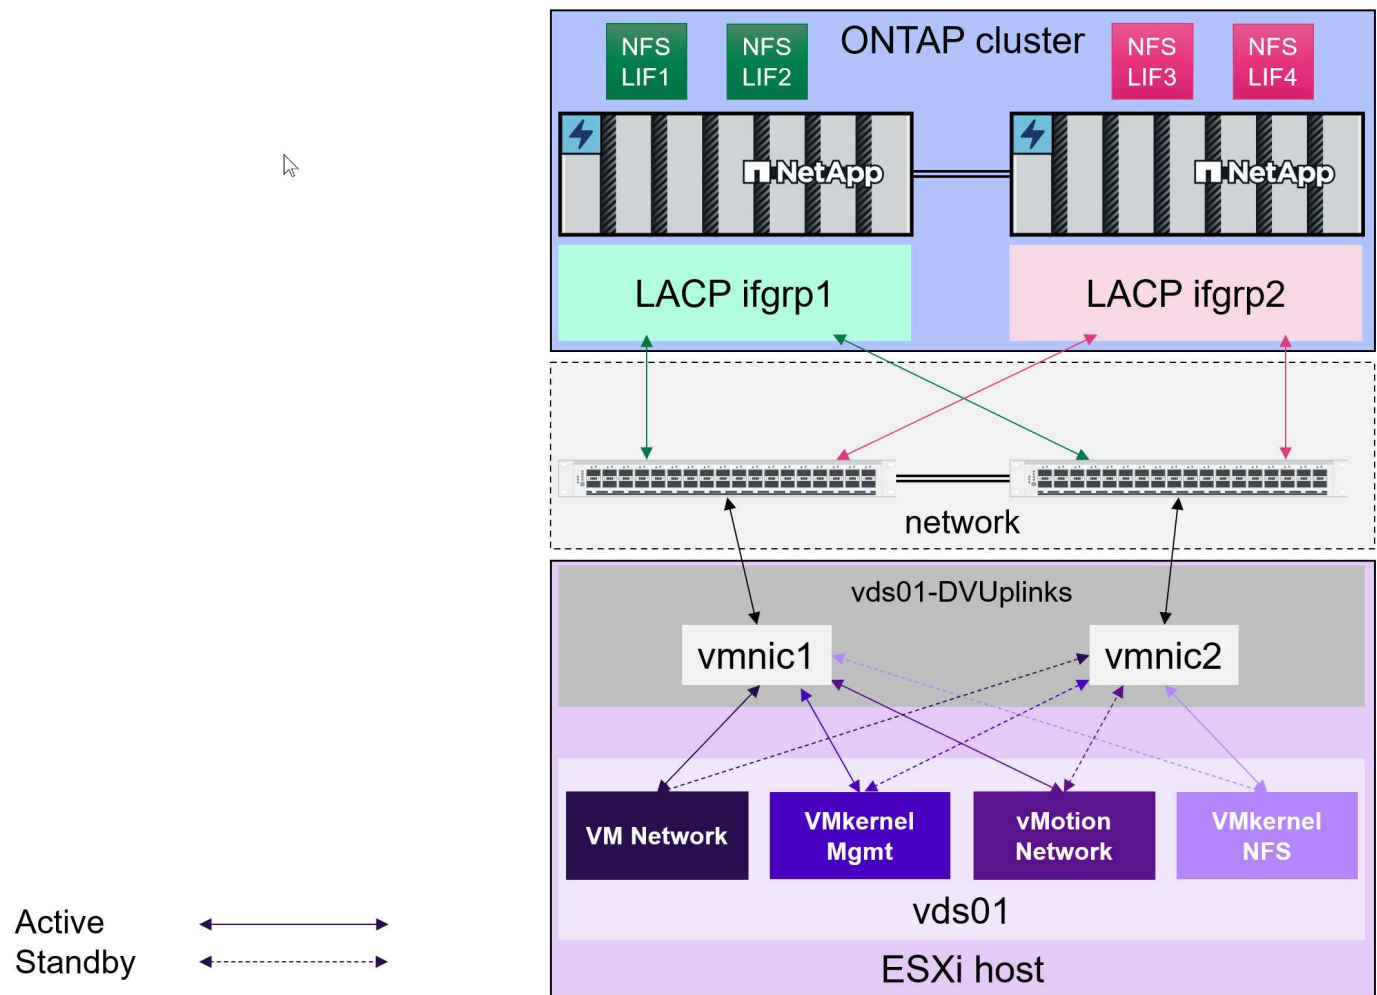 ONTAP cluster
NFS
LIF1
NFS
LIF2
NFS
LIF3
NFS
LIF4
NetApp
NetApp
LACP ifgrp1
LACP ifgrp2
network
vds01-DVUplinks
vmnic1
vmnic2
VM Network
VMkernel
Mgmt
vMotion
Network
VMkernel
NFS
vds01
ESXi host
Active
Standby